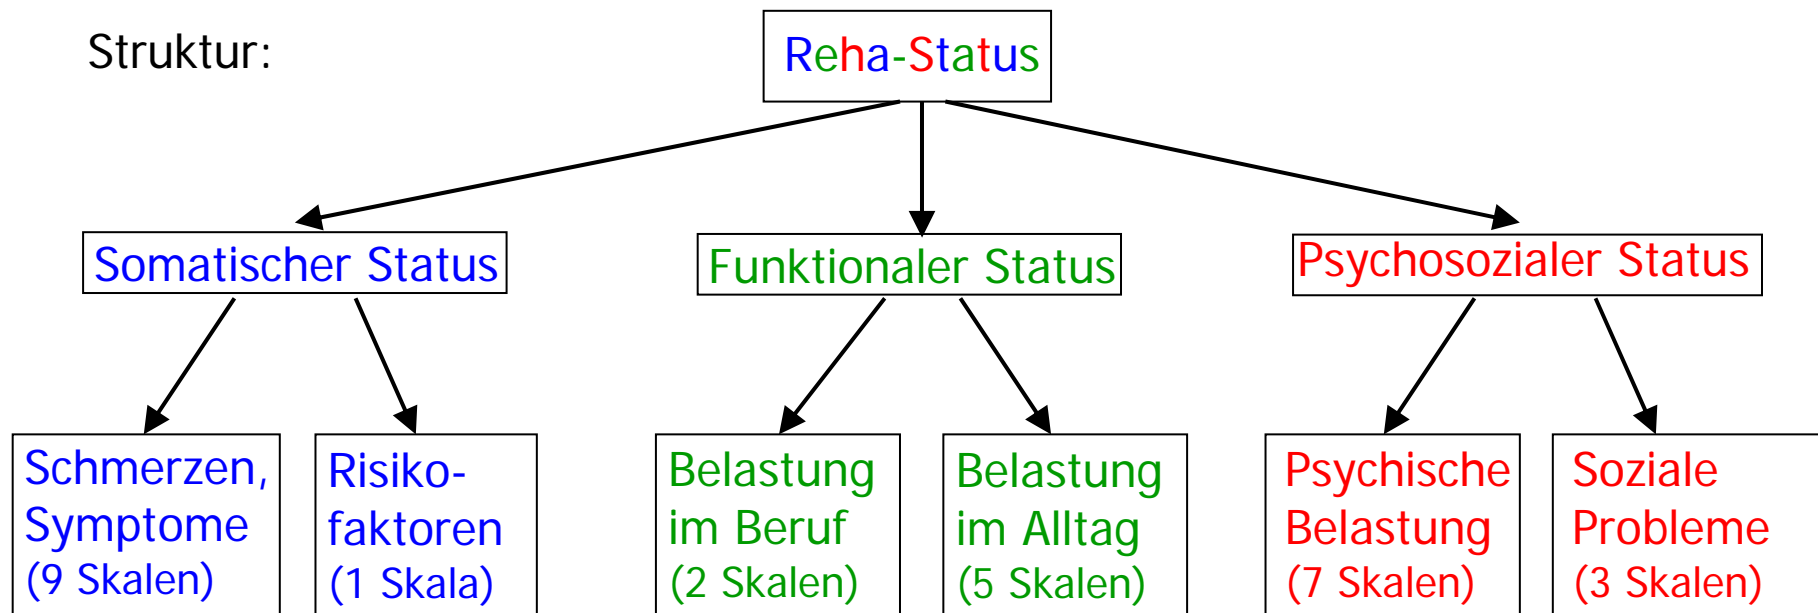 Struktur:
Reha-Status
Somatischer Status
Funktionaler Status
Psychosozialer Status
Schmerzen,
Symptome
(9 Skalen)
Risiko-
faktoren
(1 Skala)
Belastung
im Beruf
(2 Skalen)
Belastung
im Alltag
(5 Skalen)
Psychische
Belastung
(7 Skalen)
Soziale
Probleme
(3 Skalen)